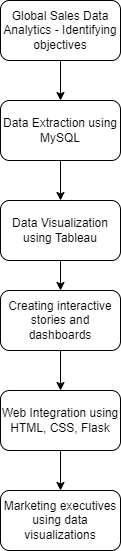 Global Sales Data
Analytics - Identifying
objectives
Data Extraction using
MySQL
Data Visualization
using Tableau
Creating interactive
stories and
dashboards
Web Integration using
HTML, CSS, Flask
Marketing executives
using data
visualizations